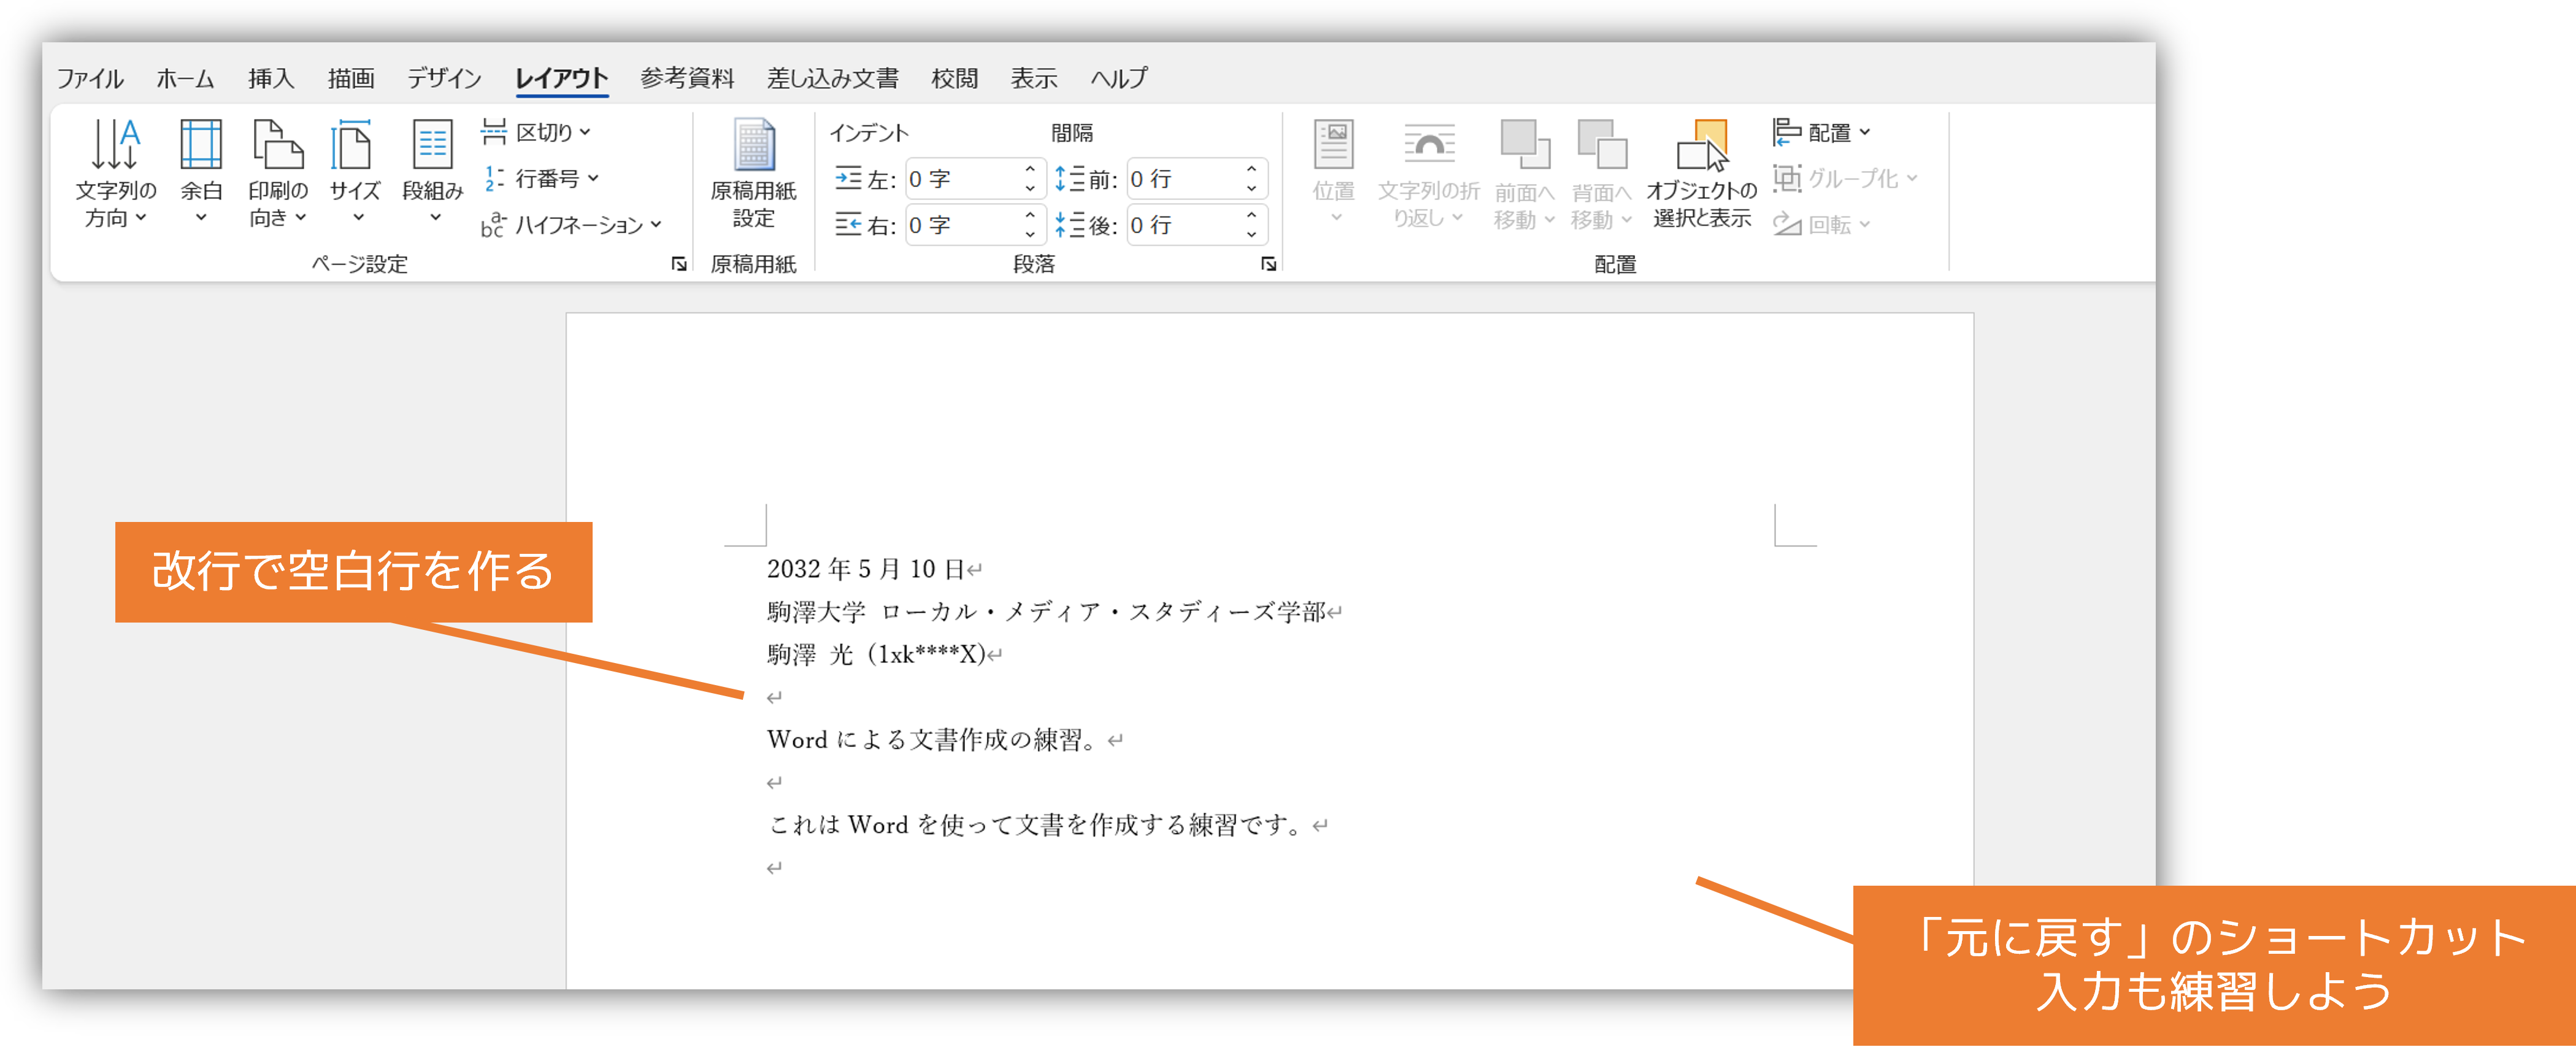 ファイル ホーム 挿入 描画 デザイン レイアウト 参考資料 差し込み文書 校閲 表示 ヘルプ
文字列の
方向
余白
印刷の
向き
サイズ
段組み
区切り
行番号
ハイフネーション
ページ設定
原稿用紙
設定
原稿用紙
インデント 間隔
左: 0 字 前: 0 行
右: 0 字 後: 0 行
段落
位置
文字列の折
り返し
前面へ
移動
背面へ
移動
オブジェクトの
選択と表示
配置
グループ化
回転
配置
改行で空白行を作る
2032 年 5 月 10 日↵
駒澤大学 ローカル・メディア・スタディーズ学部↵
駒澤 光 (1xk****X)↵
↵
Word による文書作成の練習。↵
↵
これは Word を使って文書を作成する練習です。↵
↵
「元に戻す」のショートカット
入力も練習しよう